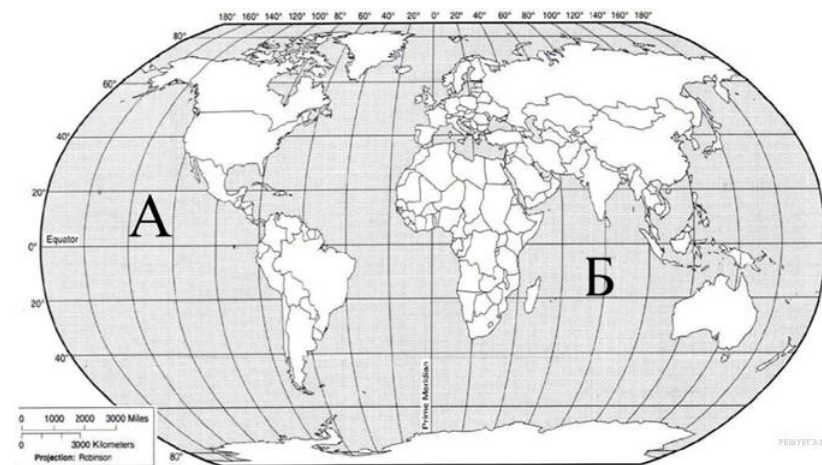 180° 160° 140° 120° 100° 80° 60° 40° 20° 0° 20° 40° 60° 80° 100° 120° 140° 160° 180°
80°
60°
40°
20°
А
Equator
0°
Б
20°
40°
Prime Meridian
0 1000 2000 3000 Miles
0 3000 Kilometers
Projection: Robinson
80°